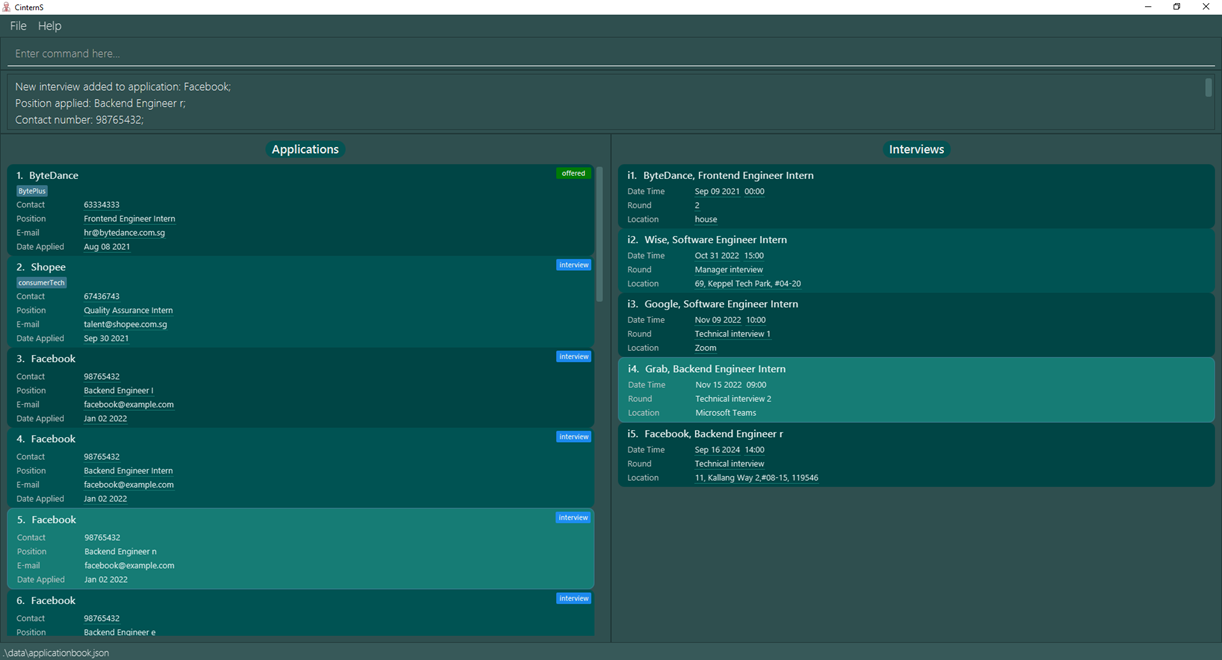 CinternS
File Help
Enter command here...
New interview added to application: Facebook;
Position applied: Backend Engineer r;
Contact number: 98765432;
Applications
1. ByteDance
offered
BytePlus
Contact 63334333
Position Frontend Engineer Intern
E-mail hr@bytedance.com.sg
Date Applied Aug 08 2021
2. Shopee
interview
consumerTech
Contact 67436743
Position Quality Assurance Intern
E-mail talent@shopee.com.sg
Date Applied Sep 30 2021
3. Facebook
interview
Contact 98765432
Position Backend Engineer I
E-mail facebook@example.com
Date Applied Jan 02 2022
4. Facebook
interview
Contact 98765432
Position Backend Engineer Intern
E-mail facebook@example.com
Date Applied Jan 02 2022
5. Facebook
interview
Contact 98765432
Position Backend Engineer n
E-mail facebook@example.com
Date Applied Jan 02 2022
6. Facebook
interview
Contact 98765432
Position Backend Engineer e
Interviews
i1. ByteDance, Frontend Engineer Intern
Date Time Sep 09 2021 00:00
Round 2
Location house
i2. Wise, Software Engineer Intern
Date Time Oct 31 2022 15:00
Round Manager interview
Location 69, Keppel Tech Park, #04-20
i3. Google, Software Engineer Intern
Date Time Nov 09 2022 10:00
Round Technical interview 1
Location Zoom
i4. Grab, Backend Engineer Intern
Date Time Nov 15 2022 09:00
Round Technical interview 2
Location Microsoft Teams
i5. Facebook, Backend Engineer r
Date Time Sep 16 2024 14:00
Round Technical interview
Location 11, Kallang Way 2,#08-15, 119546
.\data\applicationbook.json